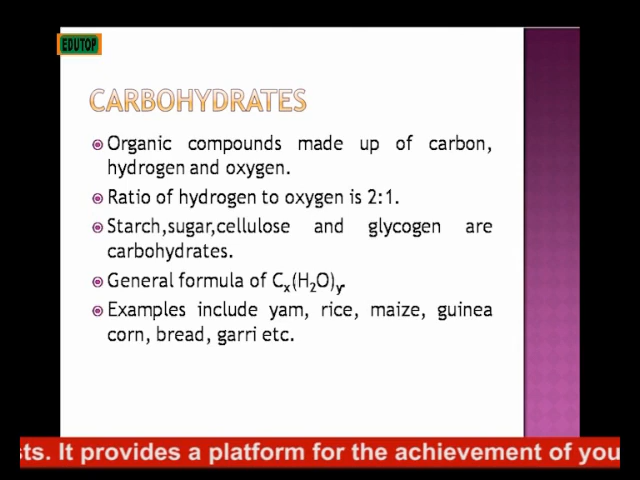 EDUTOP
CARBOHYDRATES
Organic compounds made up of carbon,
hydrogen and oxygen.
Ratio of hydrogen to oxygen is 2:1.
Starch,sugar,cellulose and glycogen are
carbohydrates.
General formula of Cₓ(H₂O)ᵧ.
Examples include yam, rice, maize, guinea
corn, bread, garri etc.
sts. It provides a platform for the achievement of you